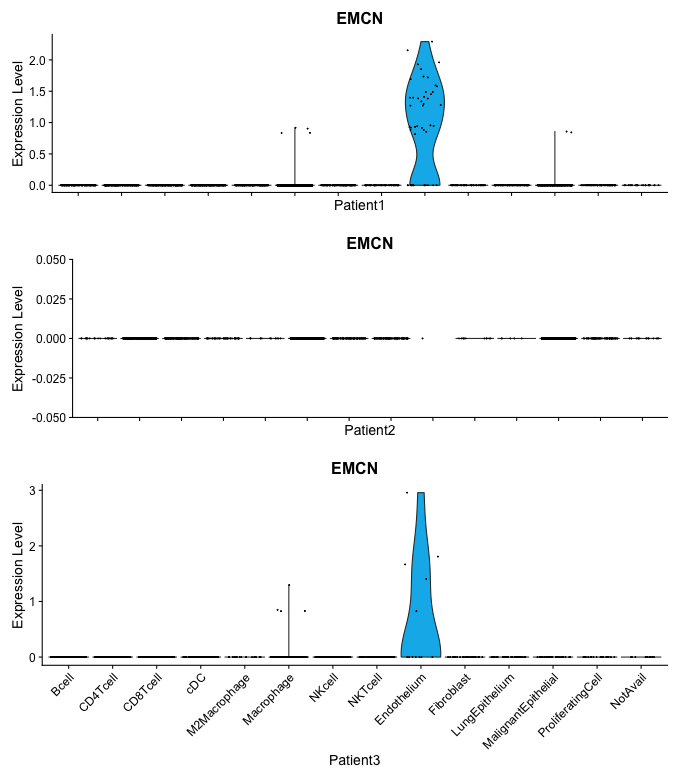 EMCN
Expression Level
2.0
1.5
1.0
0.5
0.0
Patient1
EMCN
Expression Level
0.050
0.025
0.000
-0.025
-0.050
Patient2
EMCN
Expression Level
3
2
1
0
Bcell
CD4Tcell
CD8Tcell
cDC
M2Macrophage
Macrophage
NKcell
NKTcell
Endothelium
Fibroblast
LungEpithelium
MalignantEpithelial
ProliferatingCell
NotAvail
Patient3